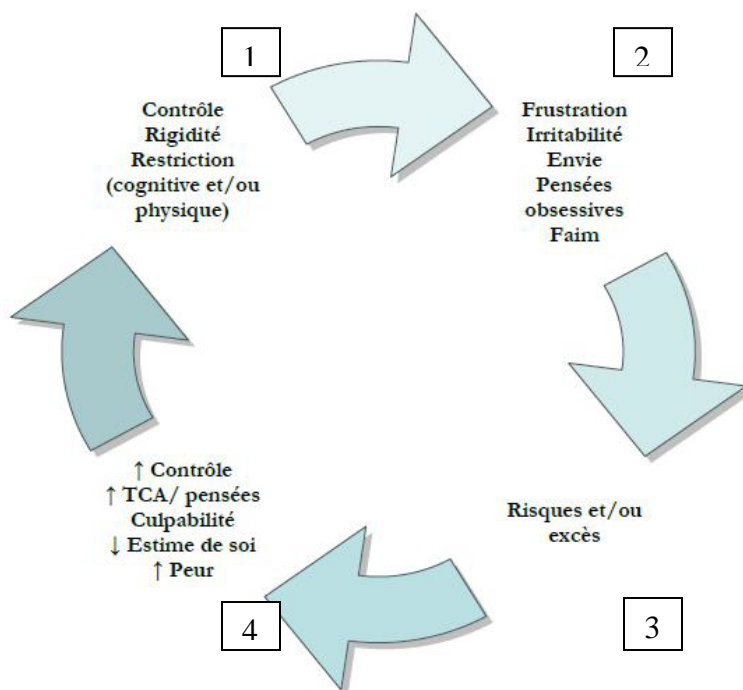 1
Contrôle
Rigidité
Restriction
(cognitive et/ou
physique)
2
Frustration
Irritabilité
Envie
Pensées
obsessives
Faim
Risques et/ou
excès
3
↑ Contrôle
↑ TCA/ pensées
Culpabilité
↓ Estime de soi
↑ Peur
4